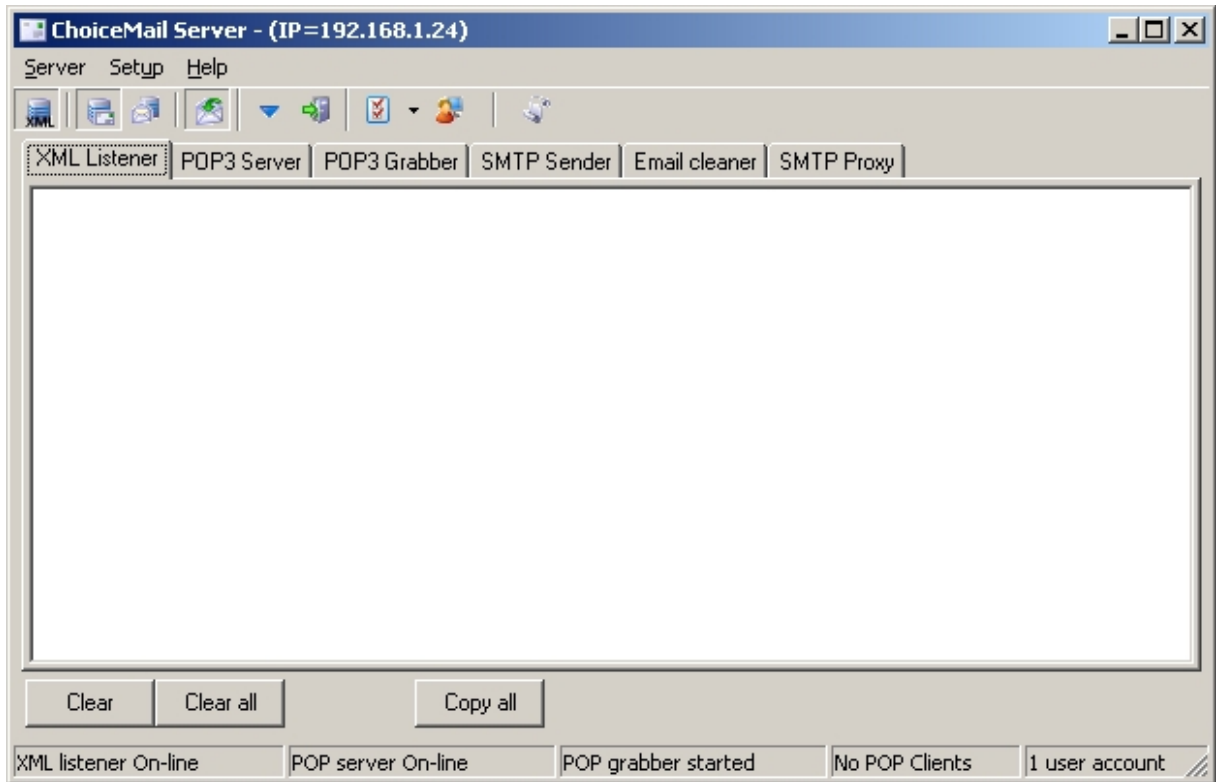 ChoiceMail Server - (IP=192.168.1.24)
Server Setup Help
XML
XML Listener POP3 Server POP3 Grabber SMTP Sender Email cleaner SMTP Proxy
Clear Clear all Copy all
XML listener On-line POP server On-line POP grabber started No POP Clients 1 user account